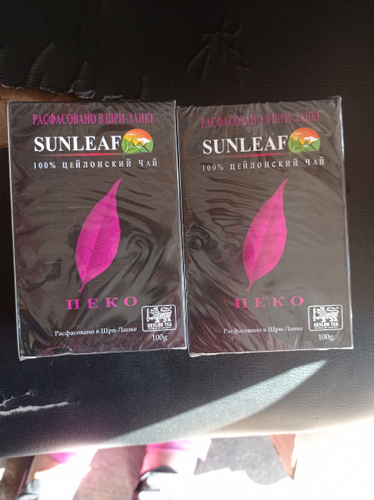 РАСФАСОВАНО В ШРИ-ЛАНКЕ
SUNLEAF
100% ЦЕЙЛОНСКИЙ ЧАЙ
ПЕКО
CEYLON TEA
Расфасовано в Шри-Ланке
100g
РАСФАСОВАНО В ШРИ-ЛАНКЕ
SUNLEAF
100% ЦЕЙЛОНСКИЙ ЧАЙ
ПЕКО
CEYLON TEA
Расфасовано в Шри-Ланке
100g